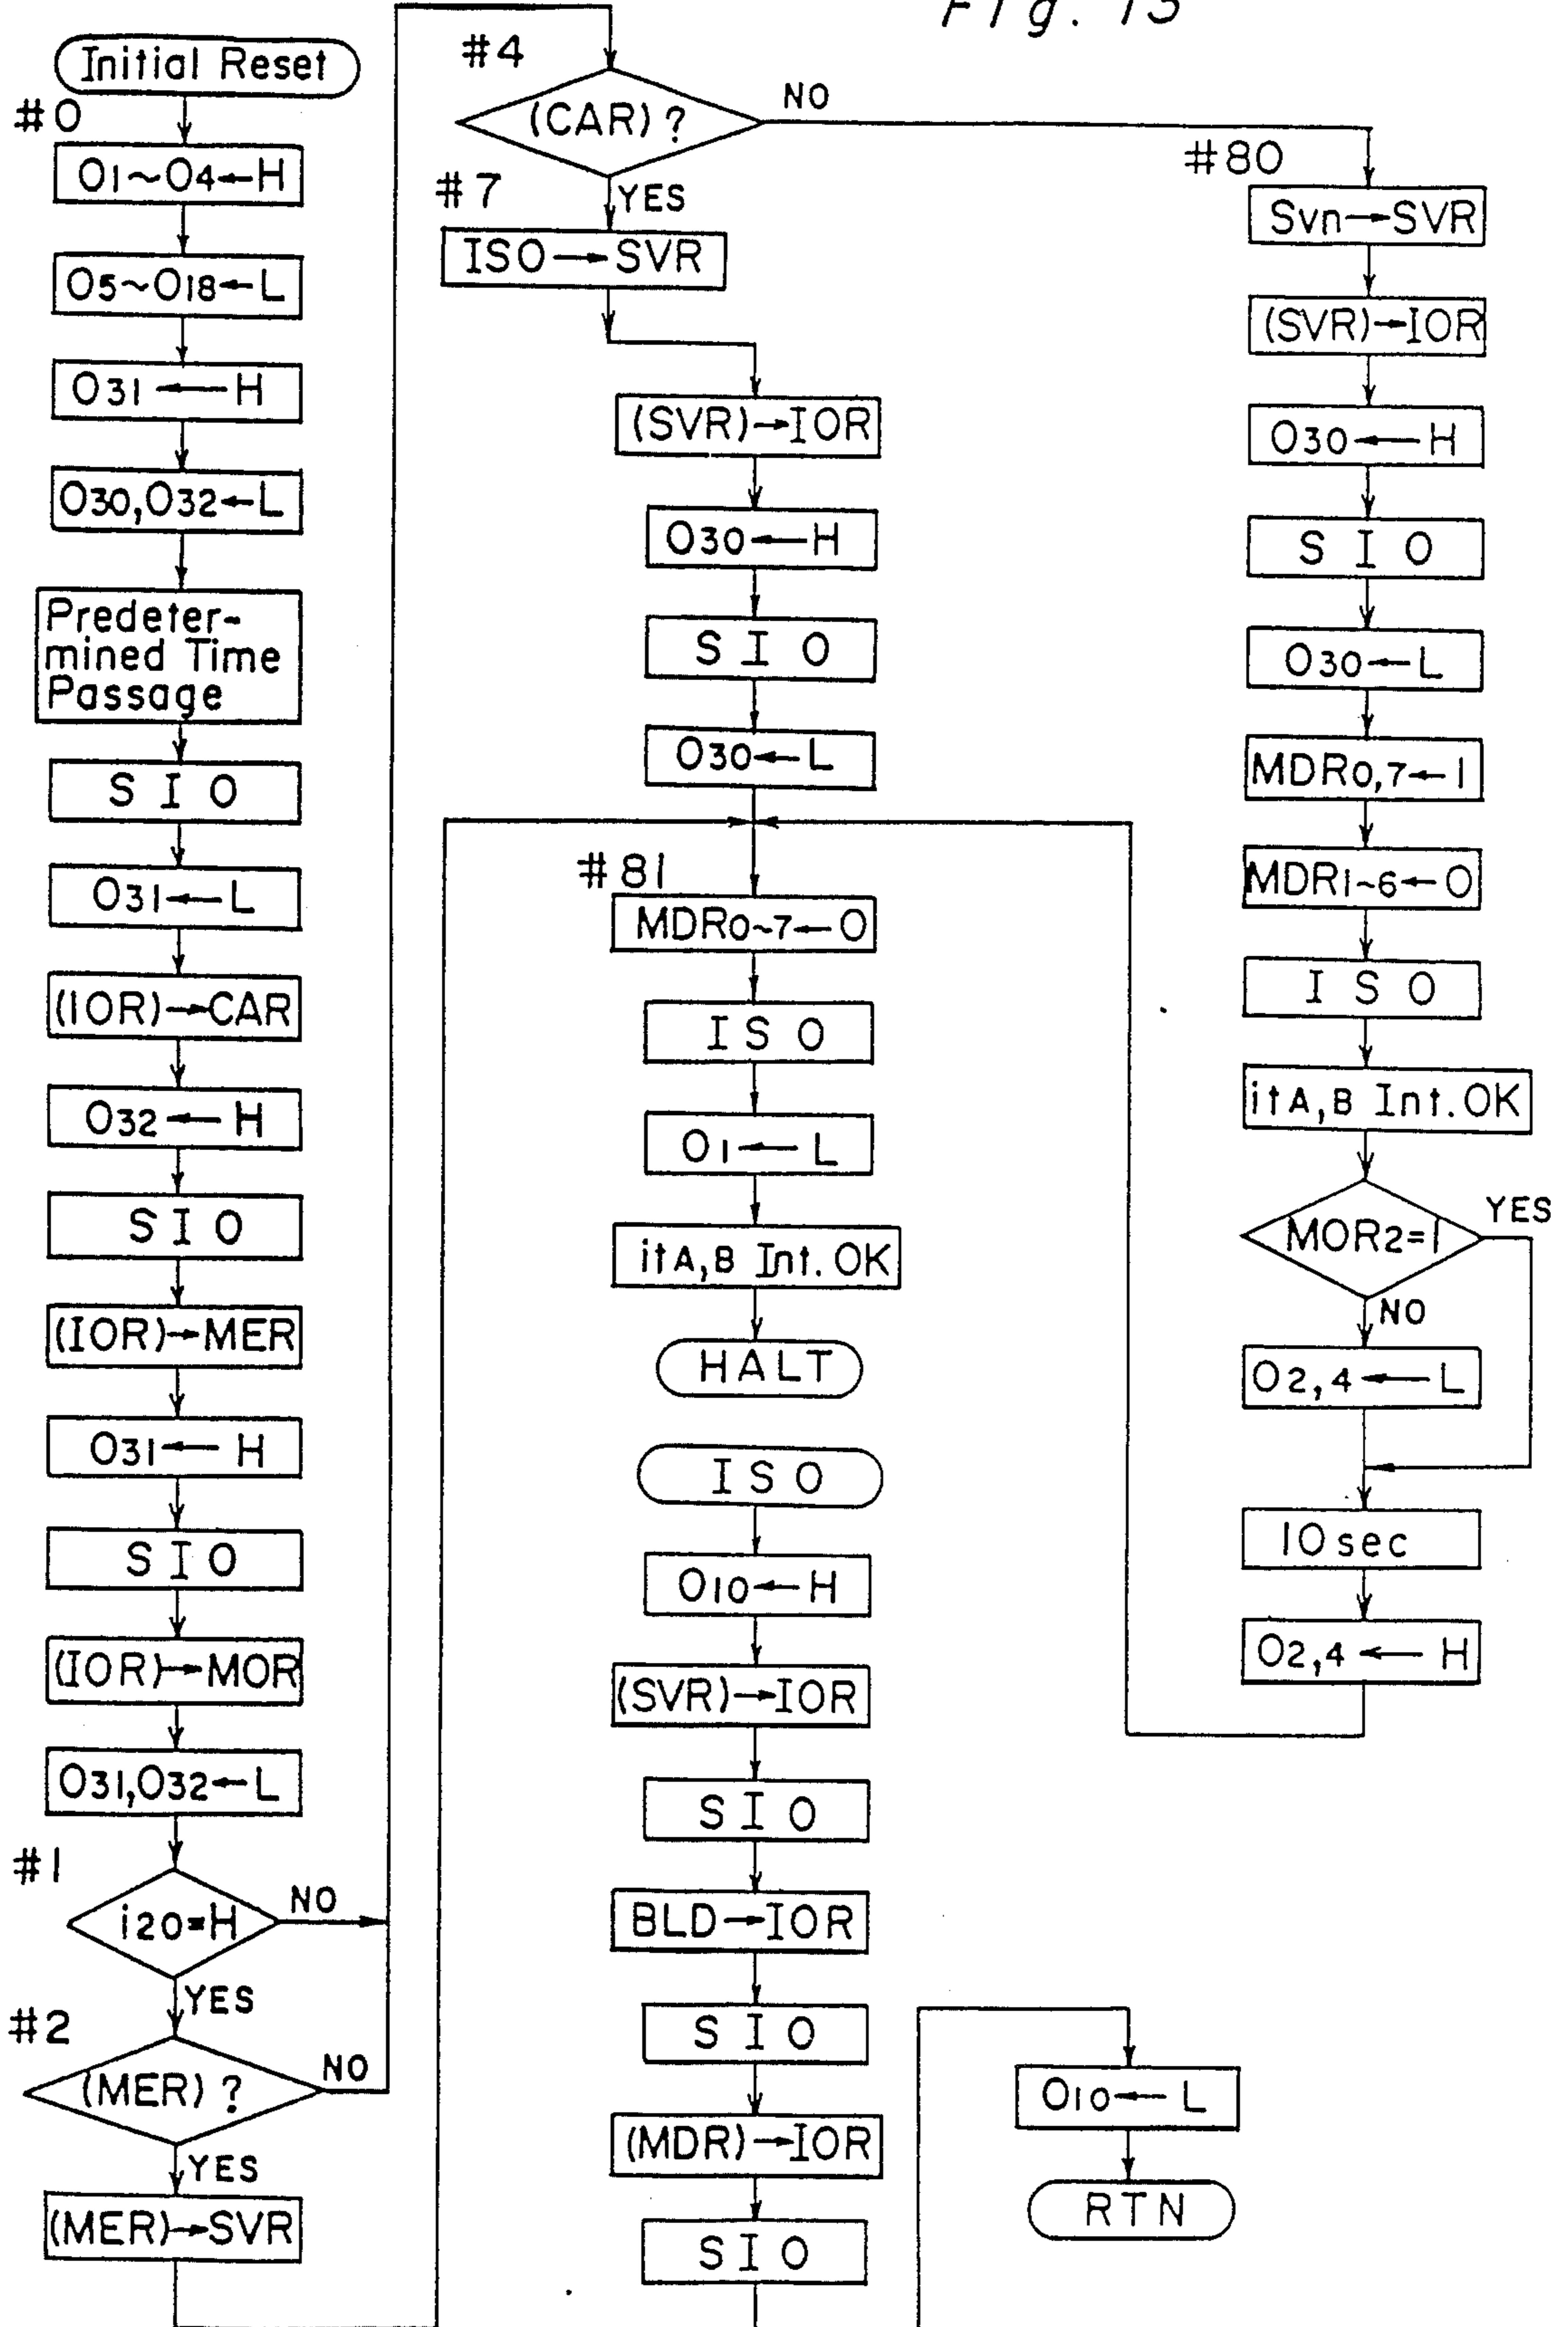 Fig. 13
Initial Reset
#0
O1~O4←H
O5~O18←L
O31←H
O30,O32←L
Predeter-
mined Time
Passage
SIO
O31←L
(IOR)→CAR
O32←H
SIO
(IOR)→MER
O31←H
SIO
(IOR)→MOR
O31,O32←L
#1
i20=H
NO
YES
#2
(MER)?
NO
YES
(MER)→SVR
#4
(CAR)?
NO
#7
YES
ISO→SVR
(SVR)→IOR
O30←H
SIO
O30←L
#81
MDR0~7←0
ISO
O1←L
itA,B Int.OK
HALT
ISO
O10←H
(SVR)→IOR
SIO
BLD→IOR
SIO
(MDR)→IOR
SIO
O10←L
RTN
#80
Svn→SVR
(SVR)→IOR
O30←H
SIO
O30←L
MDR0,7←1
MDR1~6←0
ISO
itA,B Int.OK
MOR2=1
YES
NO
O2,4←L
10sec
O2,4←H